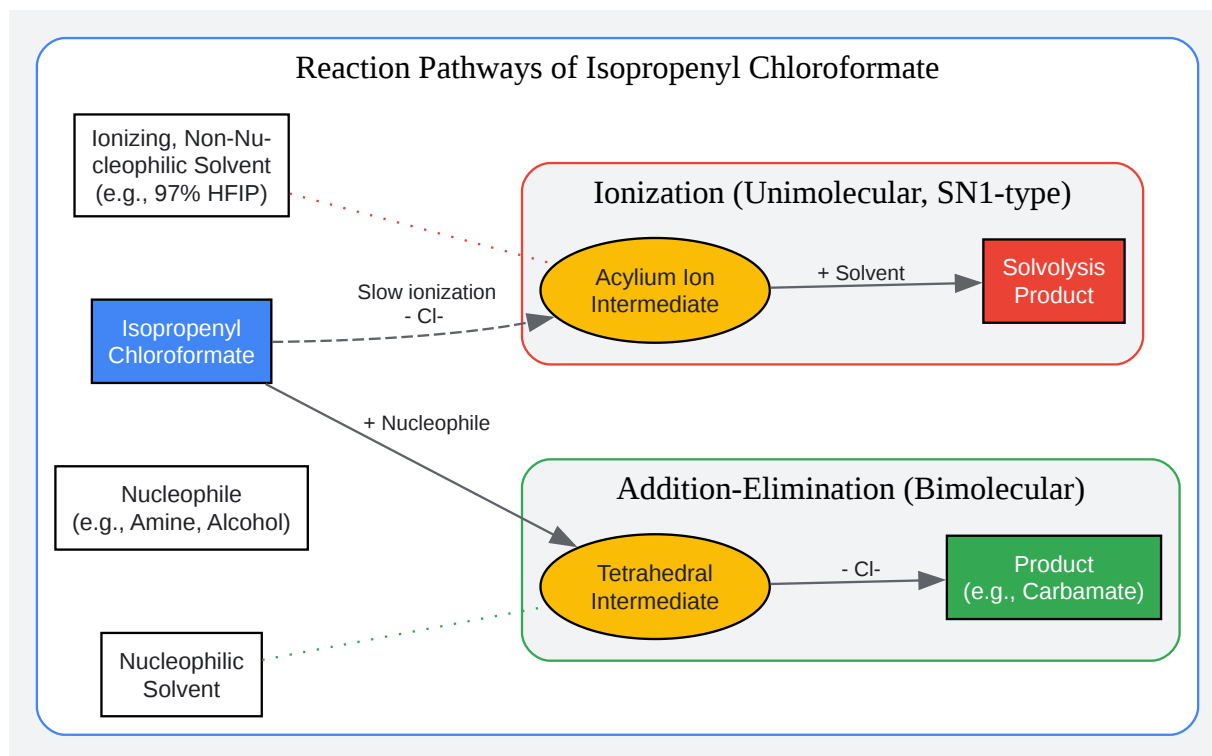 Reaction Pathways of Isopropenyl Chloroformate
Ionizing, Non-Nu-
cleophilic Solvent
(e.g., 97% HFIP)
Ionization (Unimolecular, SN1-type)
Acylium Ion
Intermediate
+ Solvent
Solvolysis
Product
Slow ionization
- Cl-
Isopropenyl
Chloroformate
+ Nucleophile
Nucleophile
(e.g., Amine, Alcohol)
Addition-Elimination (Bimolecular)
Tetrahedral
Intermediate
- Cl-
Product
(e.g., Carbamate)
Nucleophilic
Solvent